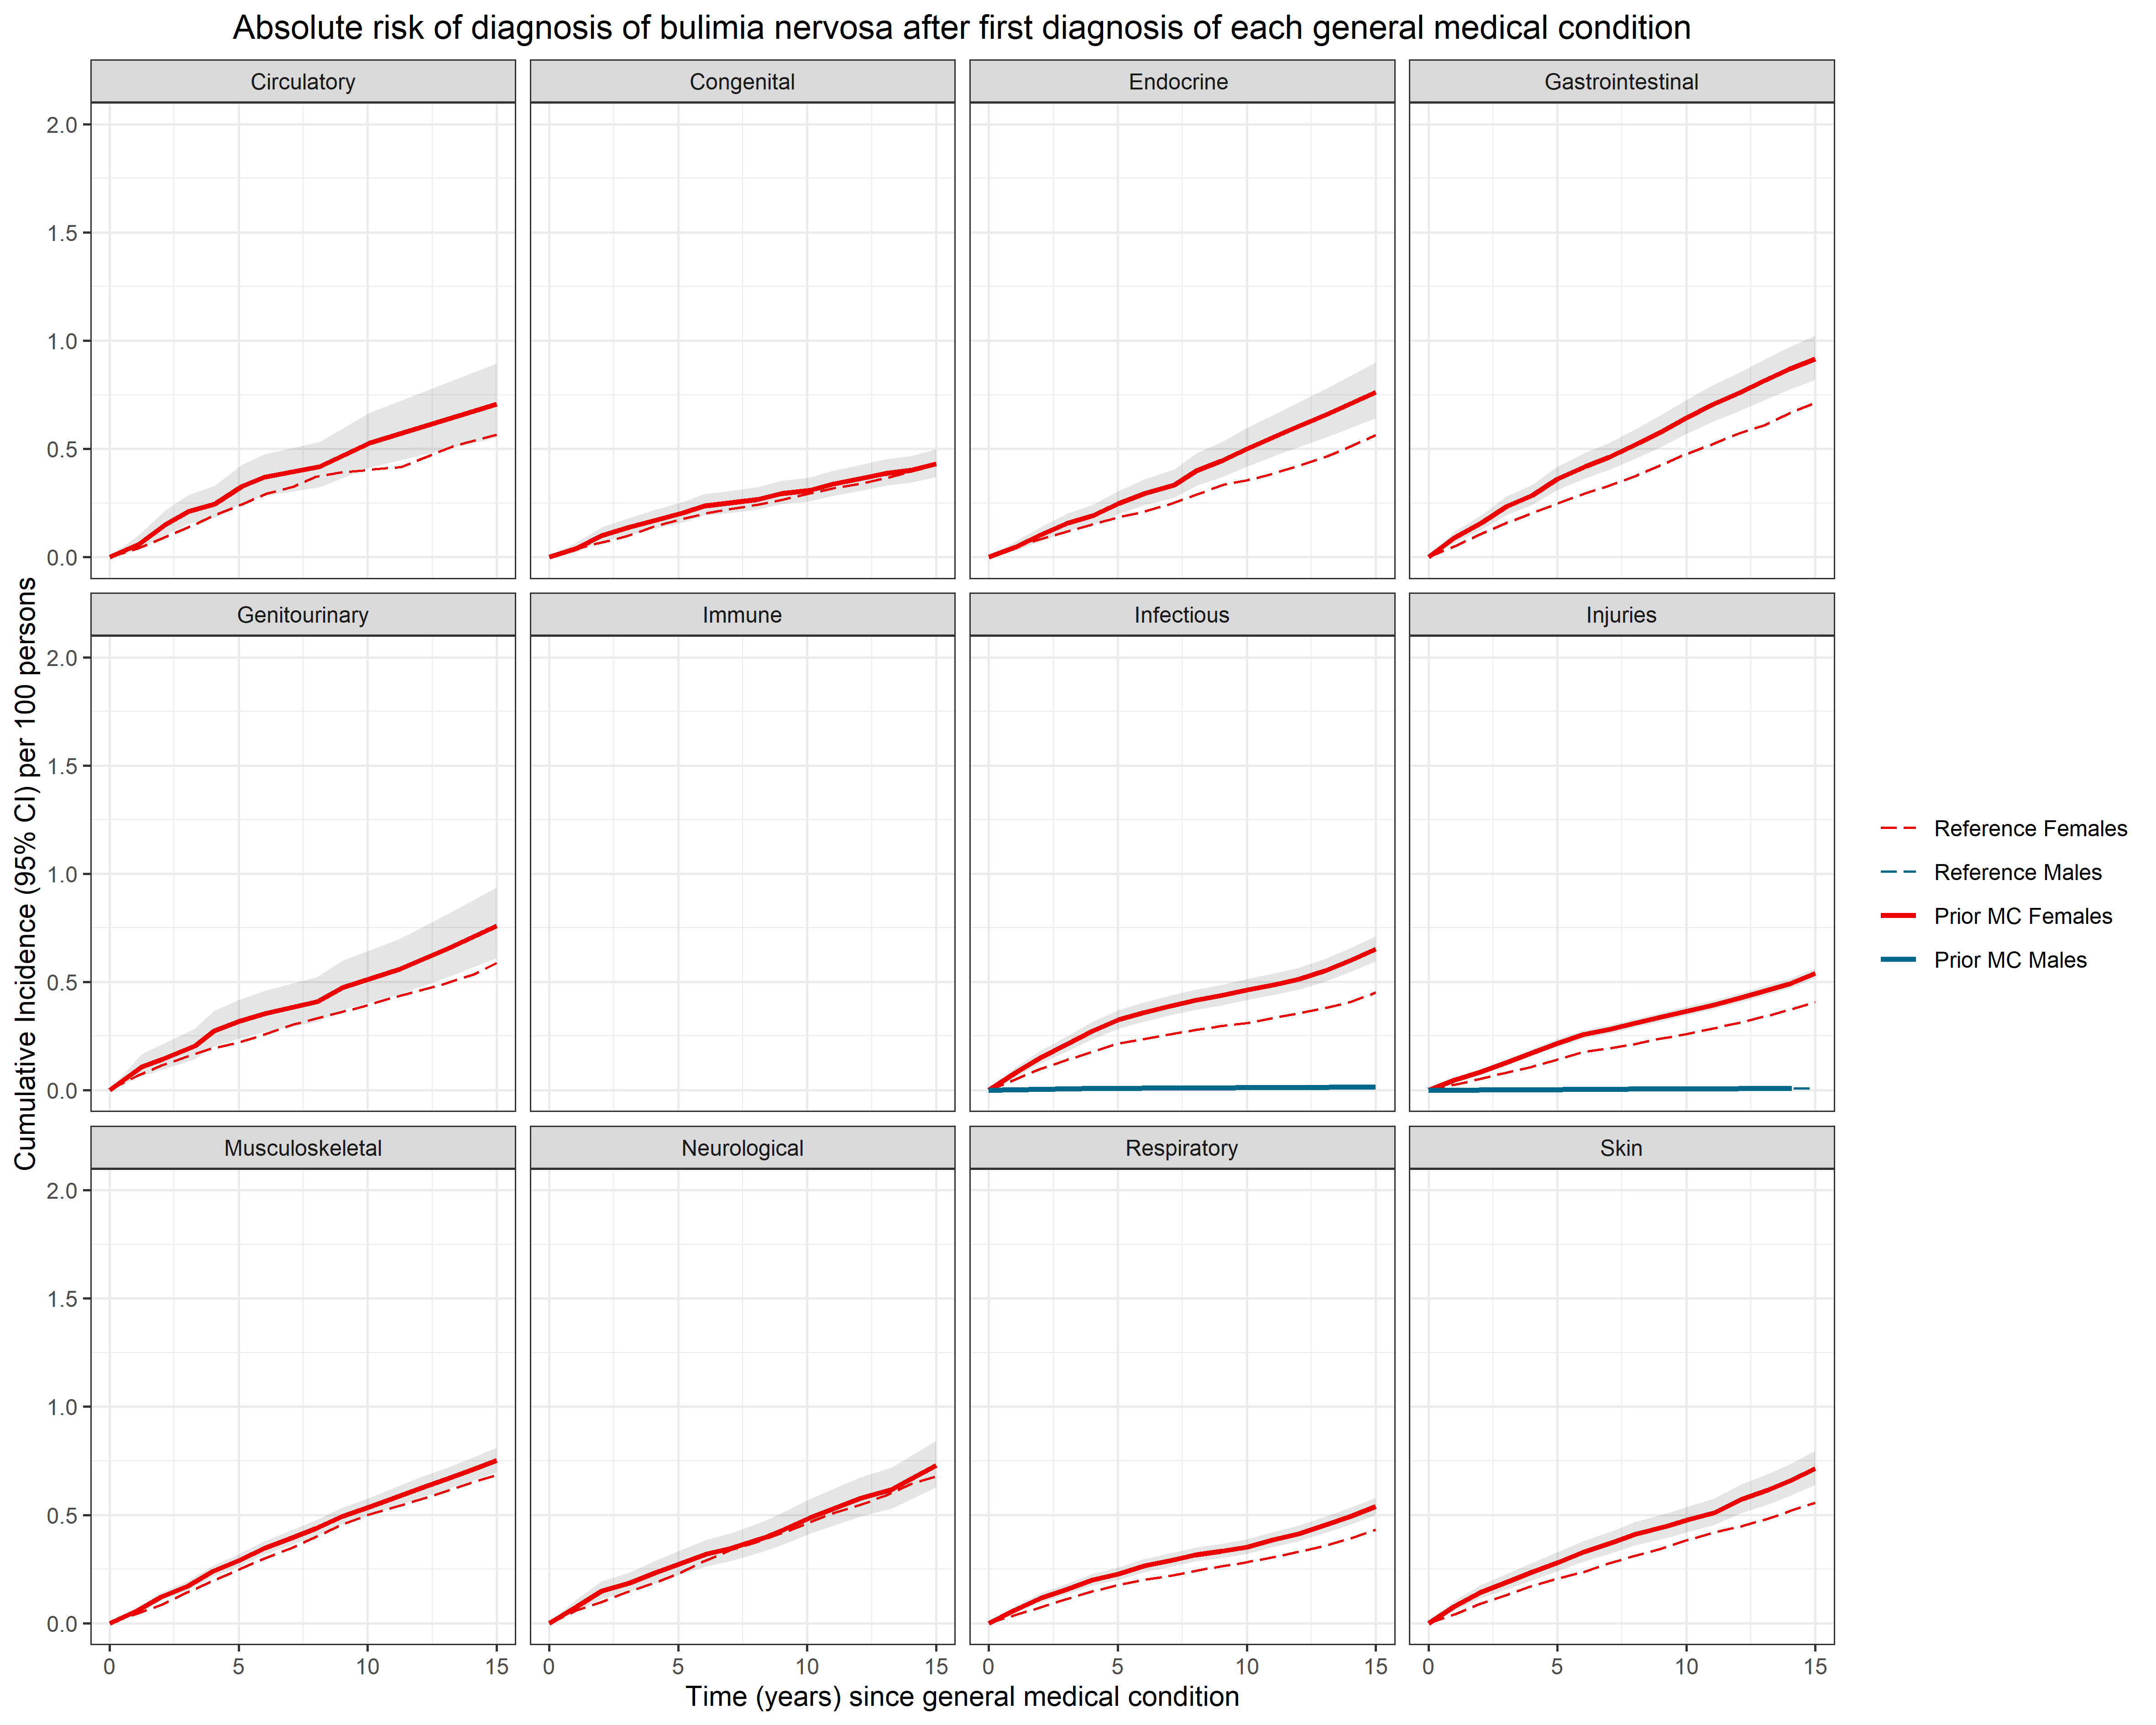 Absolute risk of diagnosis of bulimia nervosa after first diagnosis of each general medical condition
Circulatory
Congenital
Endocrine
Gastrointestinal
2.0
1.5
1.0
0.5
0.0
Genitourinary
Immune
Infectious
Injuries
2.0
1.5
1.0
0.5
0.0
Musculoskeletal
Neurological
Respiratory
Skin
2.0
1.5
1.0
0.5
0.0
0 5 10 15
0 5 10 15
0 5 10 15
0 5 10 15
Time (years) since general medical condition
Cumulative Incidence (95% CI) per 100 persons
Reference Females
Reference Males
Prior MC Females
Prior MC Males